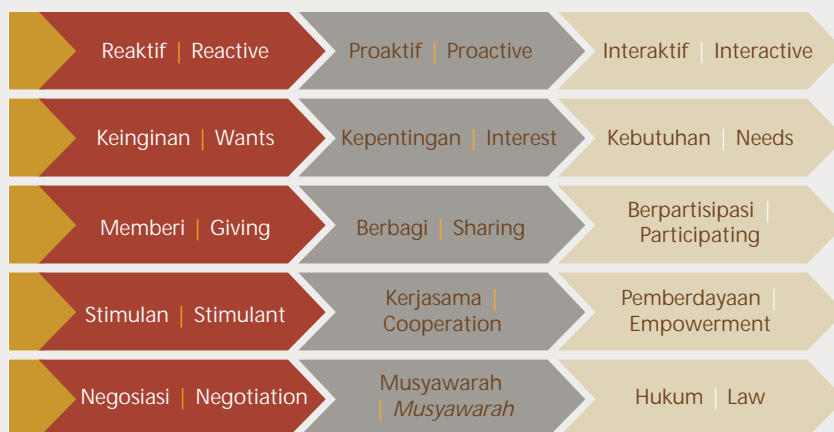 Reaktif | Reactive
Proaktif | Proactive
Interaktif | Interactive
Keinginan | Wants
Kepentingan | Interest
Kebutuhan | Needs
Memberi | Giving
Berbagi | Sharing
Berpartisipasi |
Participating
Stimulan | Stimulant
Kerjasama |
Cooperation
Pemberdayaan |
Empowerment
Negosiasi | Negotiation
Musyawarah
| Musyawarah
Hukum | Law